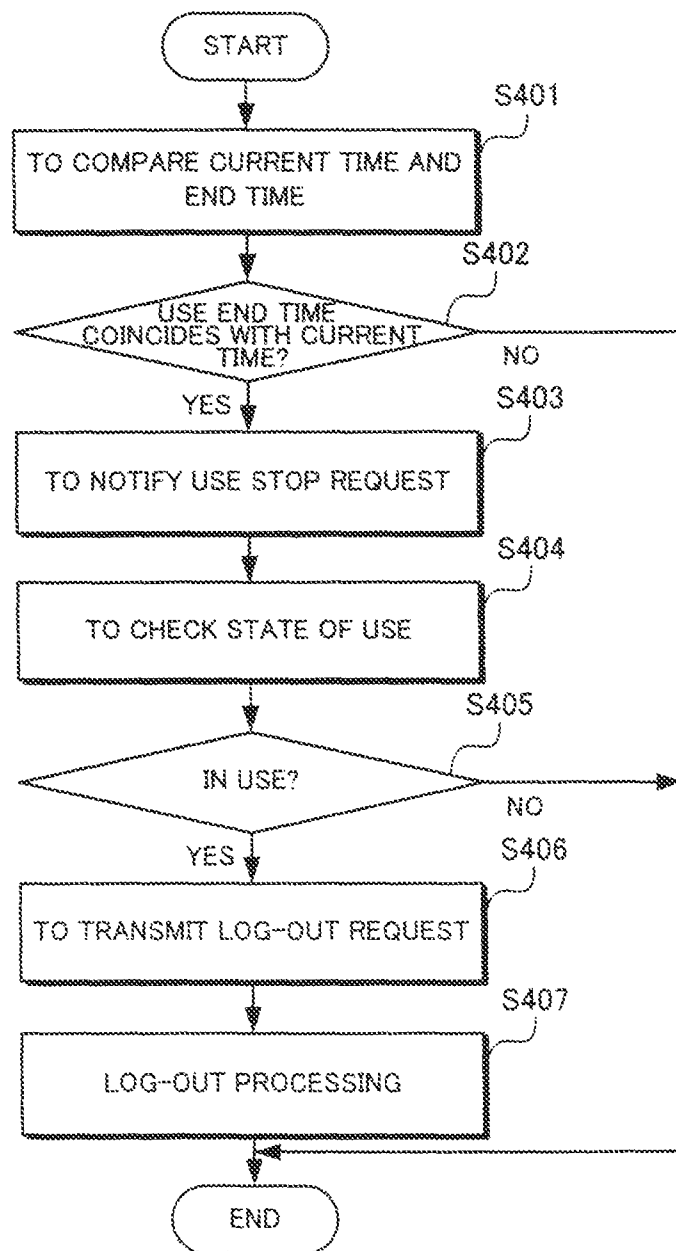 START
S401
TO COMPARE CURRENT TIME AND
END TIME
S402
USE END TIME
COINCIDES WITH CURRENT
TIME?
NO
YES
S403
TO NOTIFY USE STOP REQUEST
S404
TO CHECK STATE OF USE
S405
IN USE?
NO
YES
S406
TO TRANSMIT LOG-OUT REQUEST
S407
LOG-OUT PROCESSING
END